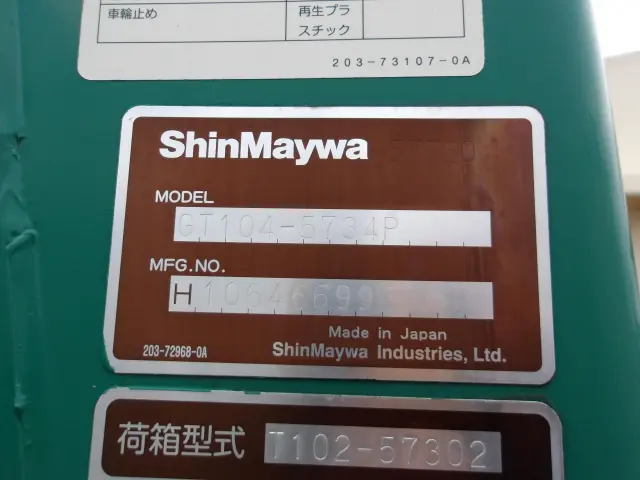 車輪止め
再生プラ
スチック
203-73107-0A
ShinMaywa
MODEL
GT104-5734P
MFG.NO.
H
Made in Japan
203-72968-0A
ShinMaywa Industries, Ltd.
荷箱型式 T102-57302